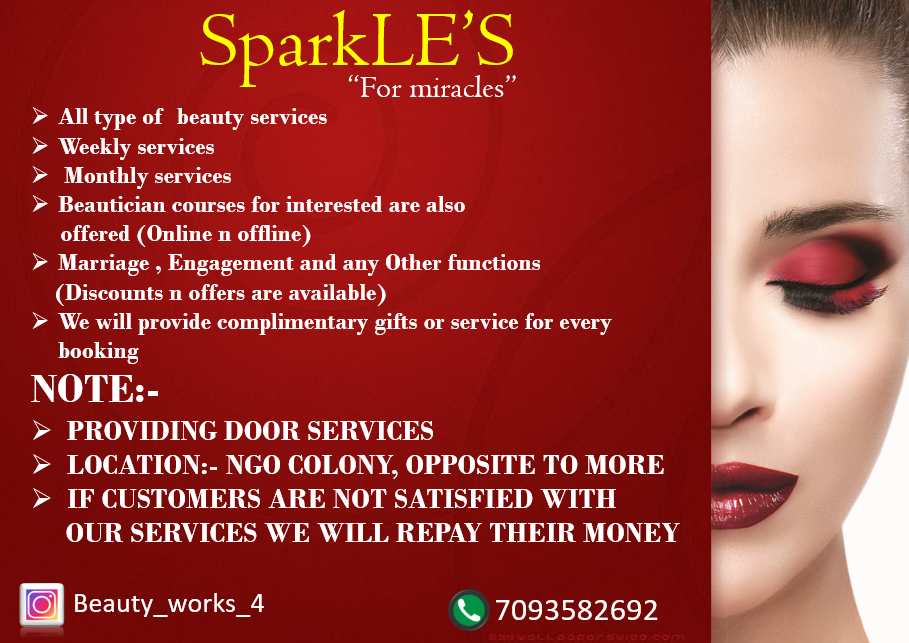 SparkLE'S
“For miracles”
➢ All type of beauty services
➢ Weekly services
➢ Monthly services
➢ Beautician courses for interested are also
offered (Online n offline)
➢ Marriage , Engagement and any Other functions
(Discounts n offers are available)
➢ We will provide complimentary gifts or service for every
booking
NOTE:-
➢ PROVIDING DOOR SERVICES
➢ LOCATION:- NGO COLONY, OPPOSITE TO MORE
➢ IF CUSTOMERS ARE NOT SATISFIED WITH
OUR SERVICES WE WILL REPAY THEIR MONEY
Beauty_works_4
7093582692